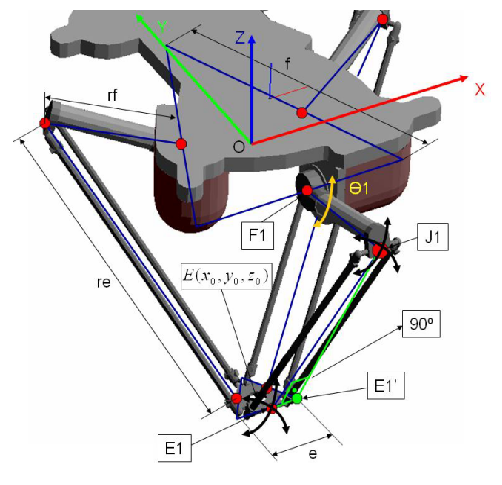 Y
Z
f
X
rf
O
ϴ1
F1
J1
E(x₀, y₀, z₀)
re
90º
E1'
E1
e